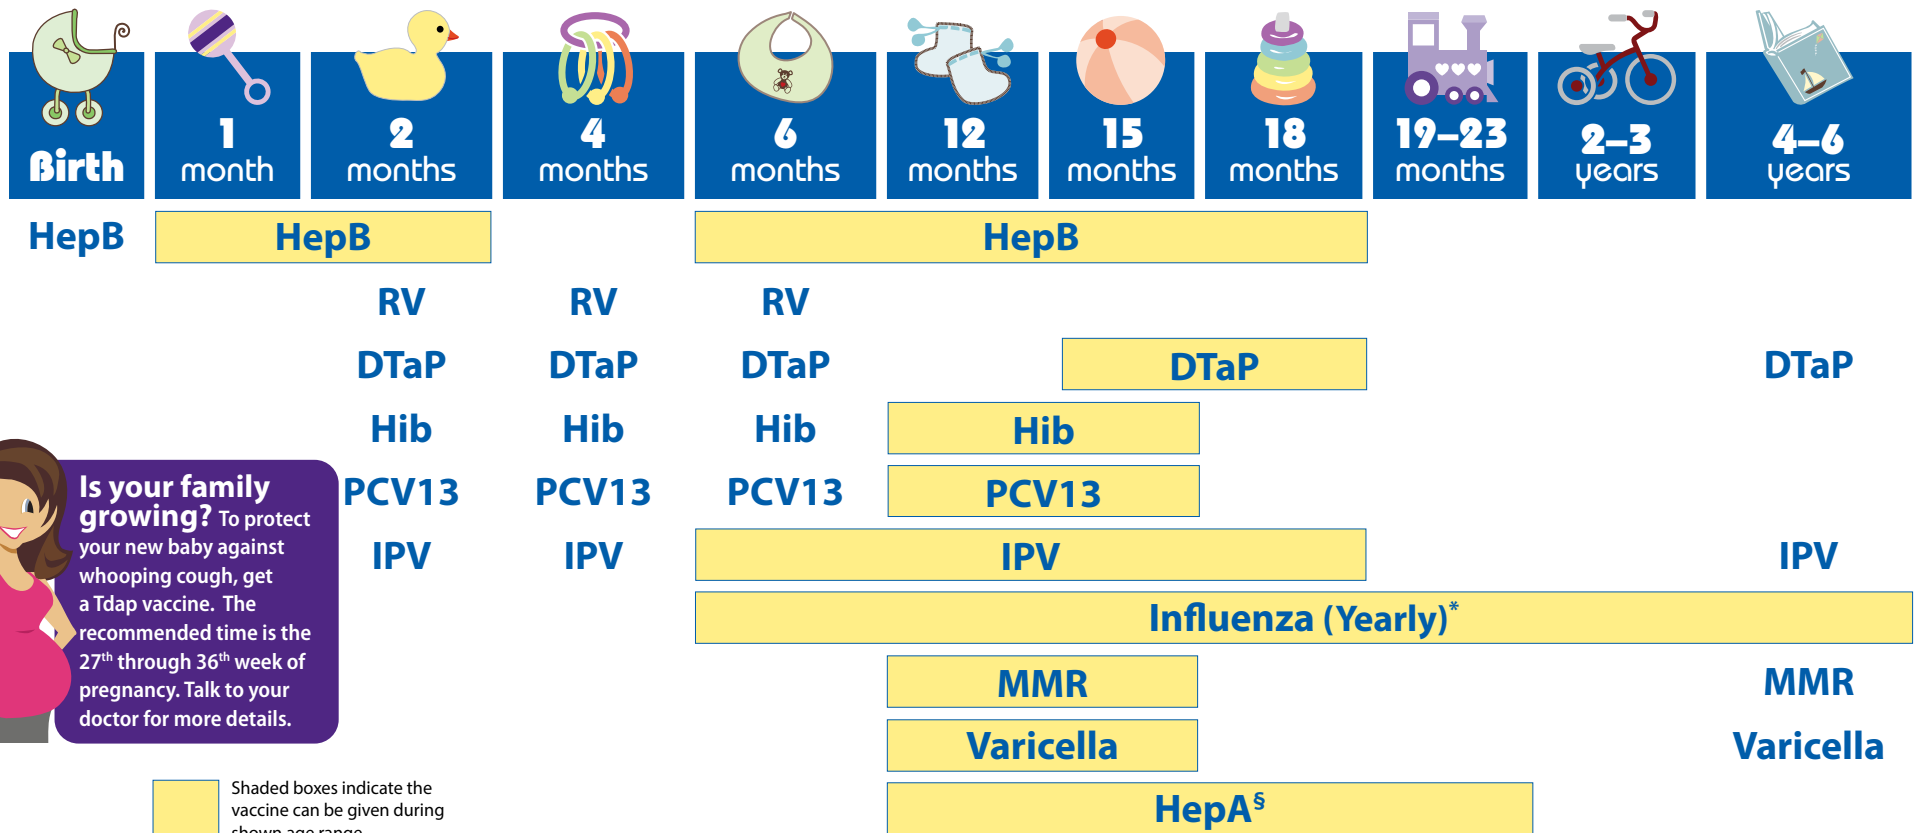 Birth
1
month
2
months
4
months
6
months
12
months
15
months
18
months
19–23
months
2–3
years
4–6
years
HepB HepB HepB
RV RV RV
DTaP DTaP DTaP DTaP DTaP
Hib Hib Hib Hib
PCV13 PCV13 PCV13 PCV13
IPV IPV IPV IPV
Influenza (Yearly)*
MMR MMR
Varicella Varicella
HepA§
Is your family
growing? To protect
your new baby against
whooping cough, get
a Tdap vaccine. The
recommended time is the
27th through 36th week of
pregnancy. Talk to your
doctor for more details.
Shaded boxes indicate the
vaccine can be given during
shown age range